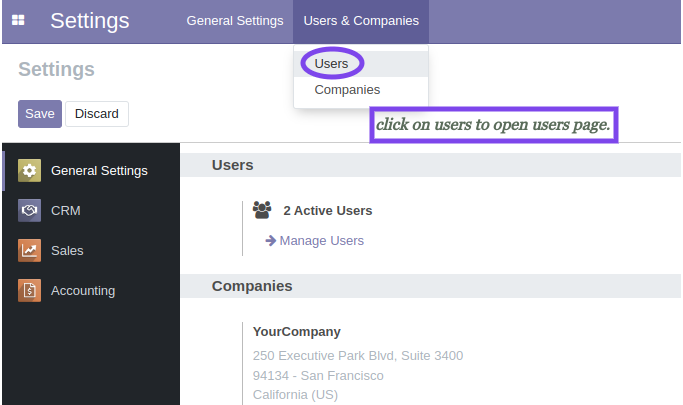 Settings General Settings Users & Companies
Users
Settings
Companies
Save Discard
click on users to open users page.
General Settings
CRM
Sales
Accounting
Users
2 Active Users
Manage Users
Companies
YourCompany
250 Executive Park Blvd, Suite 3400
94134 - San Francisco
California (US)